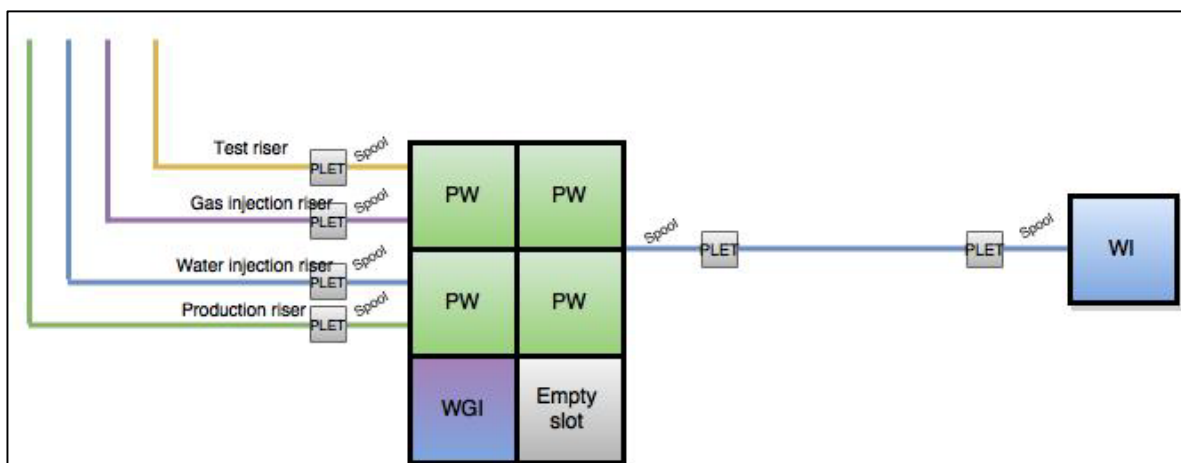 Test riser
PLET
Spool
Gas injection riser
PLET
Spool
Water injection riser
PLET
Spool
Production riser
PLET
Spool
PW
PW
PW
PW
WGI
Empty
slot
Spool
PLET
PLET
Spool
WI